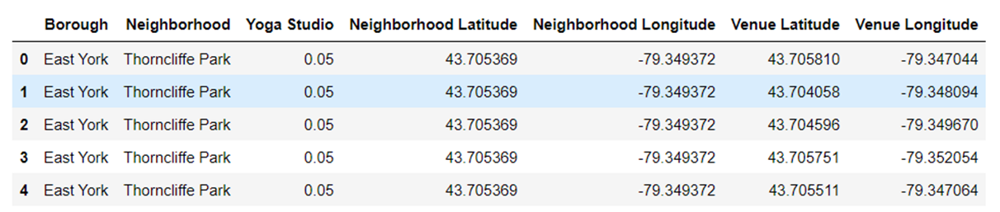 Borough Neighborhood Yoga Studio Neighborhood Latitude Neighborhood Longitude Venue Latitude Venue Longitude
0 East York Thorncliffe Park 0.05 43.705369 -79.349372 43.705810 -79.347044
1 East York Thorncliffe Park 0.05 43.705369 -79.349372 43.704058 -79.348094
2 East York Thorncliffe Park 0.05 43.705369 -79.349372 43.704596 -79.349670
3 East York Thorncliffe Park 0.05 43.705369 -79.349372 43.705751 -79.352054
4 East York Thorncliffe Park 0.05 43.705369 -79.349372 43.705511 -79.347064